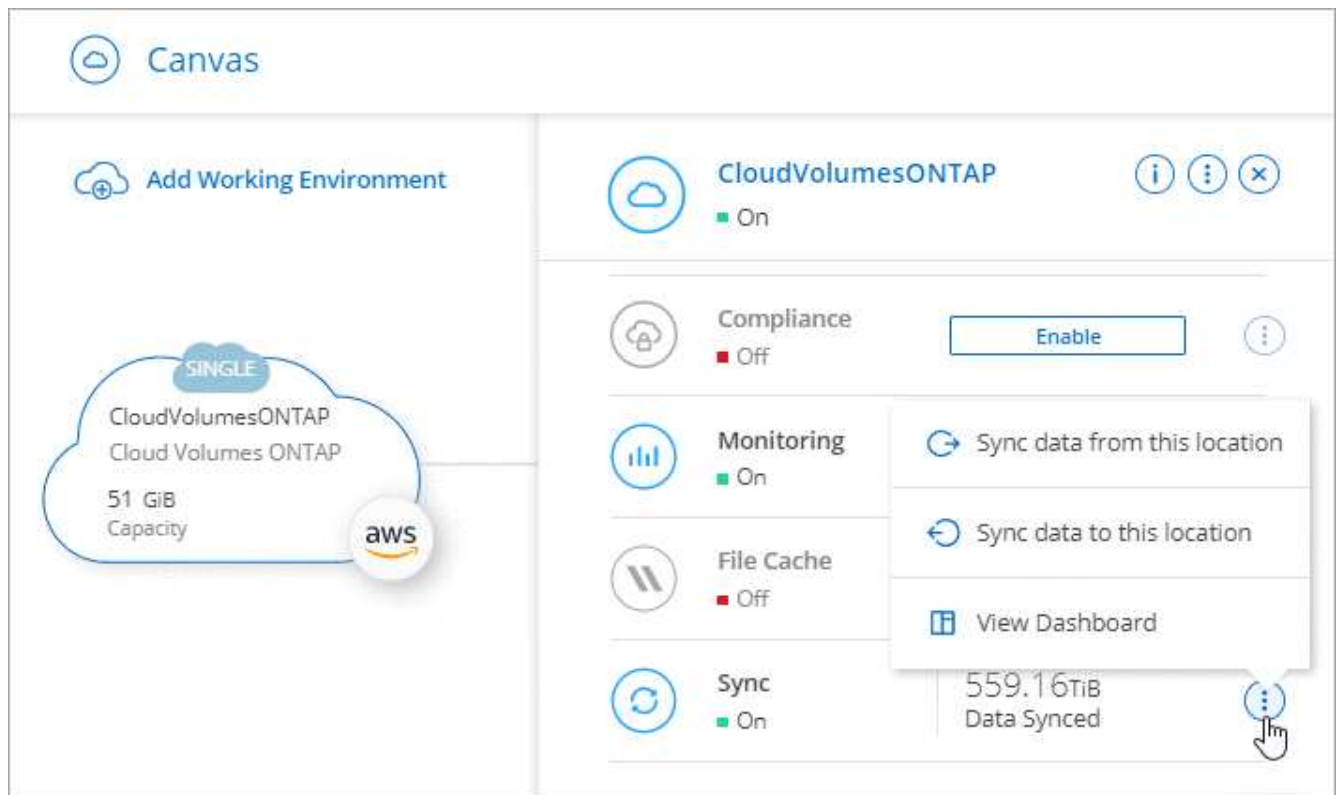 Canvas
Add Working Environment
SINGLE
CloudVolumesONTAP
Cloud Volumes ONTAP
51 GiB
Capacity
aws
CloudVolumesONTAP
On
Compliance
Off
Enable
Monitoring
On
File Cache
Off
Sync
On
559.16TiB
Data Synced
Sync data from this location
Sync data to this location
View Dashboard